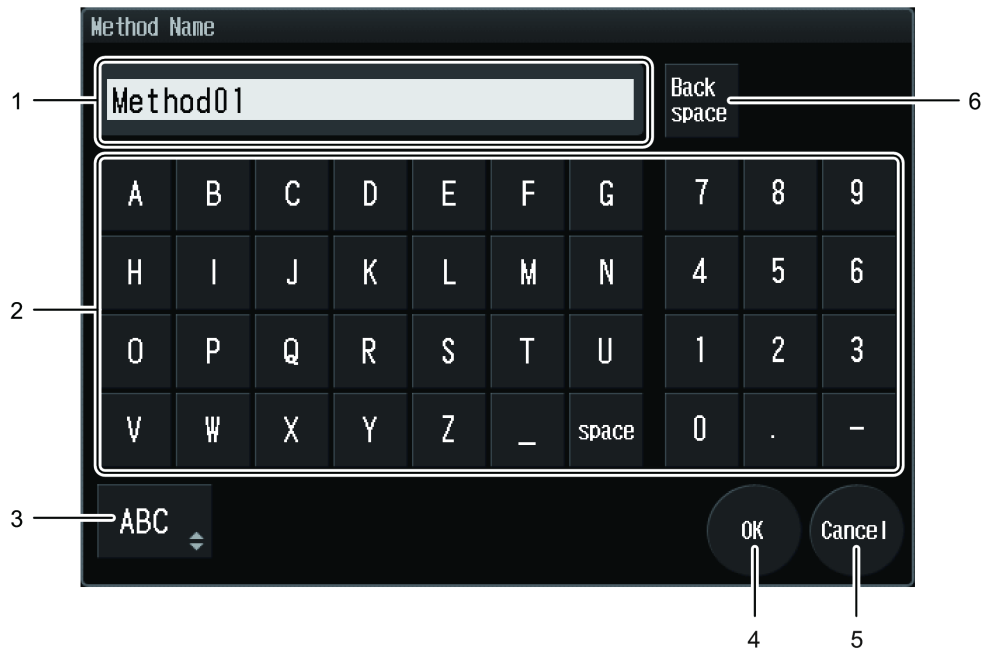 Method Name
1
Method01
Back
space
6
A B C D E F G 7 8 9
H I J K L M N 4 5 6
2
O P Q R S T U 1 2 3
V W X Y Z _ space 0 . -
3
ABC
OK
Cancel
4
5